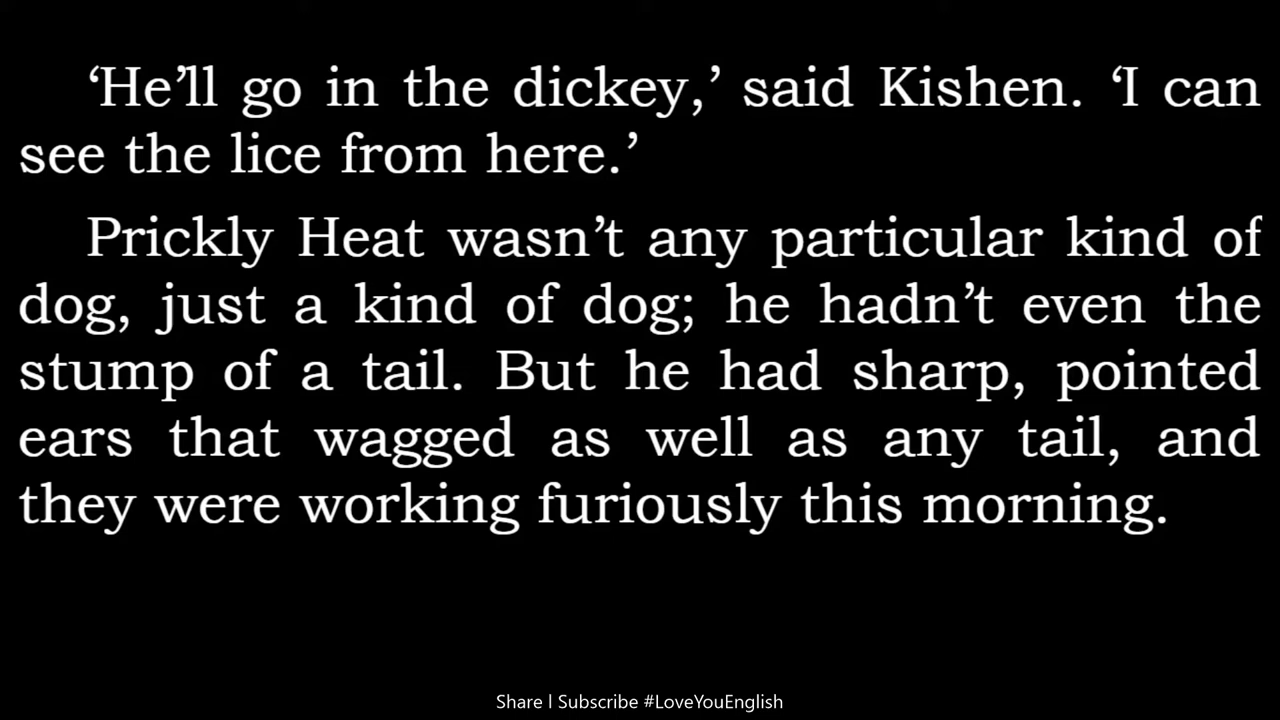 ‘He’ll go in the dickey,’ said Kishen. ‘I can
see the lice from here.’
Prickly Heat wasn’t any particular kind of
dog, just a kind of dog; he hadn’t even the
stump of a tail. But he had sharp, pointed
ears that wagged as well as any tail, and
they were working furiously this morning.
Share l Subscribe #LoveYouEnglish